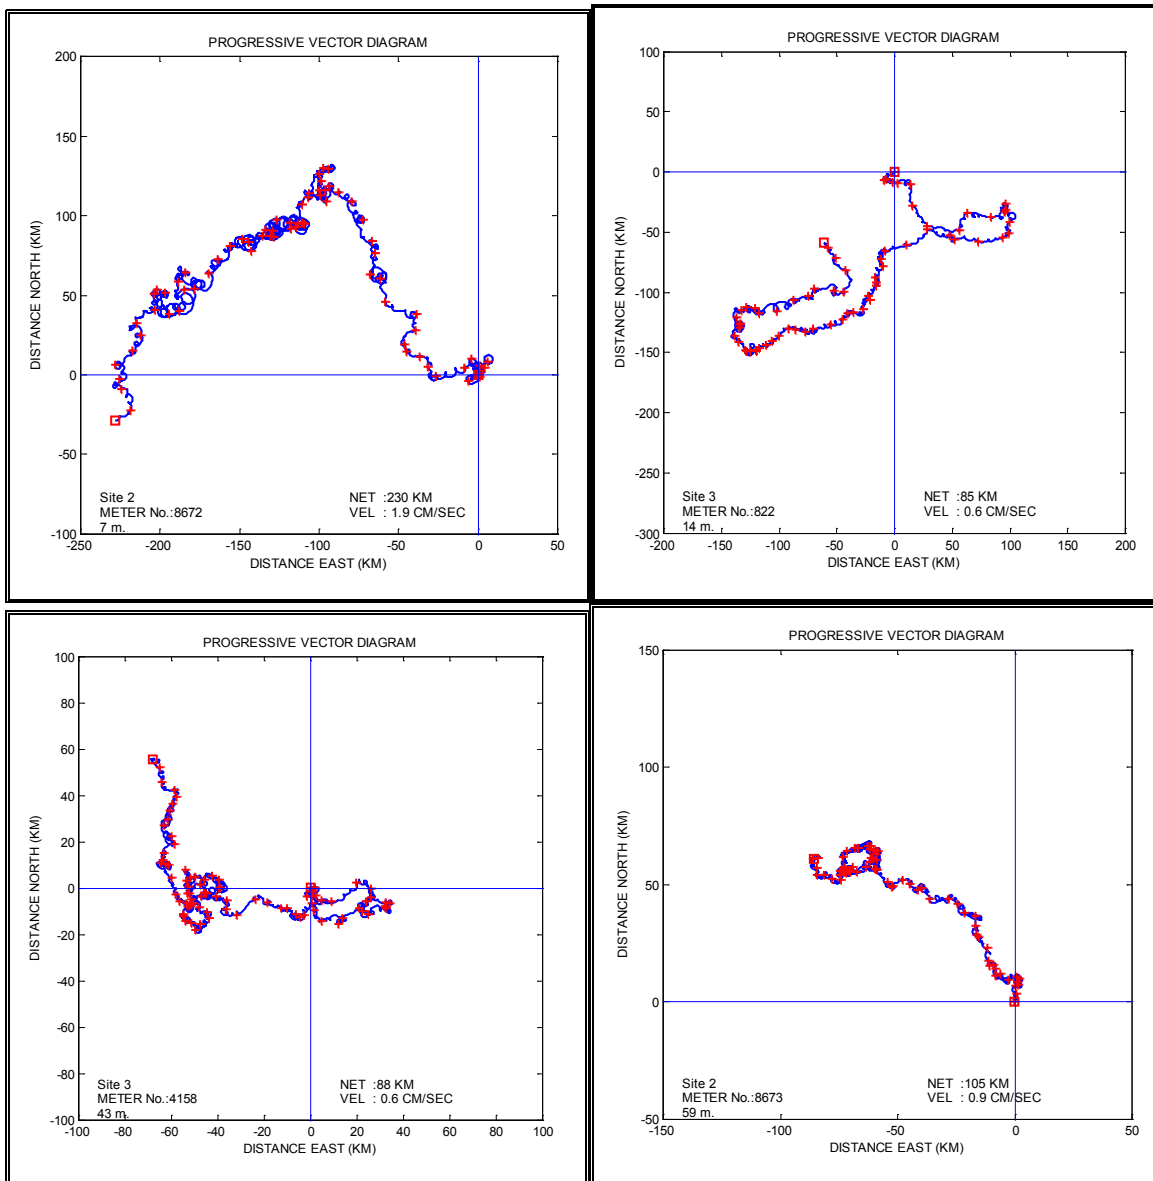 PROGRESSIVE VECTOR DIAGRAM
200
150
100
50
0
-50
-100
DISTANCE NORTH (KM)
Site 2
METER No.:8672
7 m.
NET :230 KM
VEL : 1.9 CM/SEC
-250 -200 -150 -100 -50 0 50
DISTANCE EAST (KM)
PROGRESSIVE VECTOR DIAGRAM
100
50
0
-50
-100
-150
-200
-250
-300
DISTANCE NORTH (KM)
Site 3
METER No.:822
14 m.
NET :85 KM
VEL : 0.6 CM/SEC
-200 -150 -100 -50 0 50 100 150 200
DISTANCE EAST (KM)
PROGRESSIVE VECTOR DIAGRAM
100
80
60
40
20
0
-20
-40
-60
-80
-100
DISTANCE NORTH (KM)
Site 3
METER No.:4158
43 m.
NET :88 KM
VEL : 0.6 CM/SEC
-100 -80 -60 -40 -20 0 20 40 60 80 100
DISTANCE EAST (KM)
PROGRESSIVE VECTOR DIAGRAM
150
100
50
0
-50
DISTANCE NORTH (KM)
Site 2
METER No.:8673
59 m.
NET :105 KM
VEL : 0.9 CM/SEC
-150 -100 -50 0 50
DISTANCE EAST (KM)